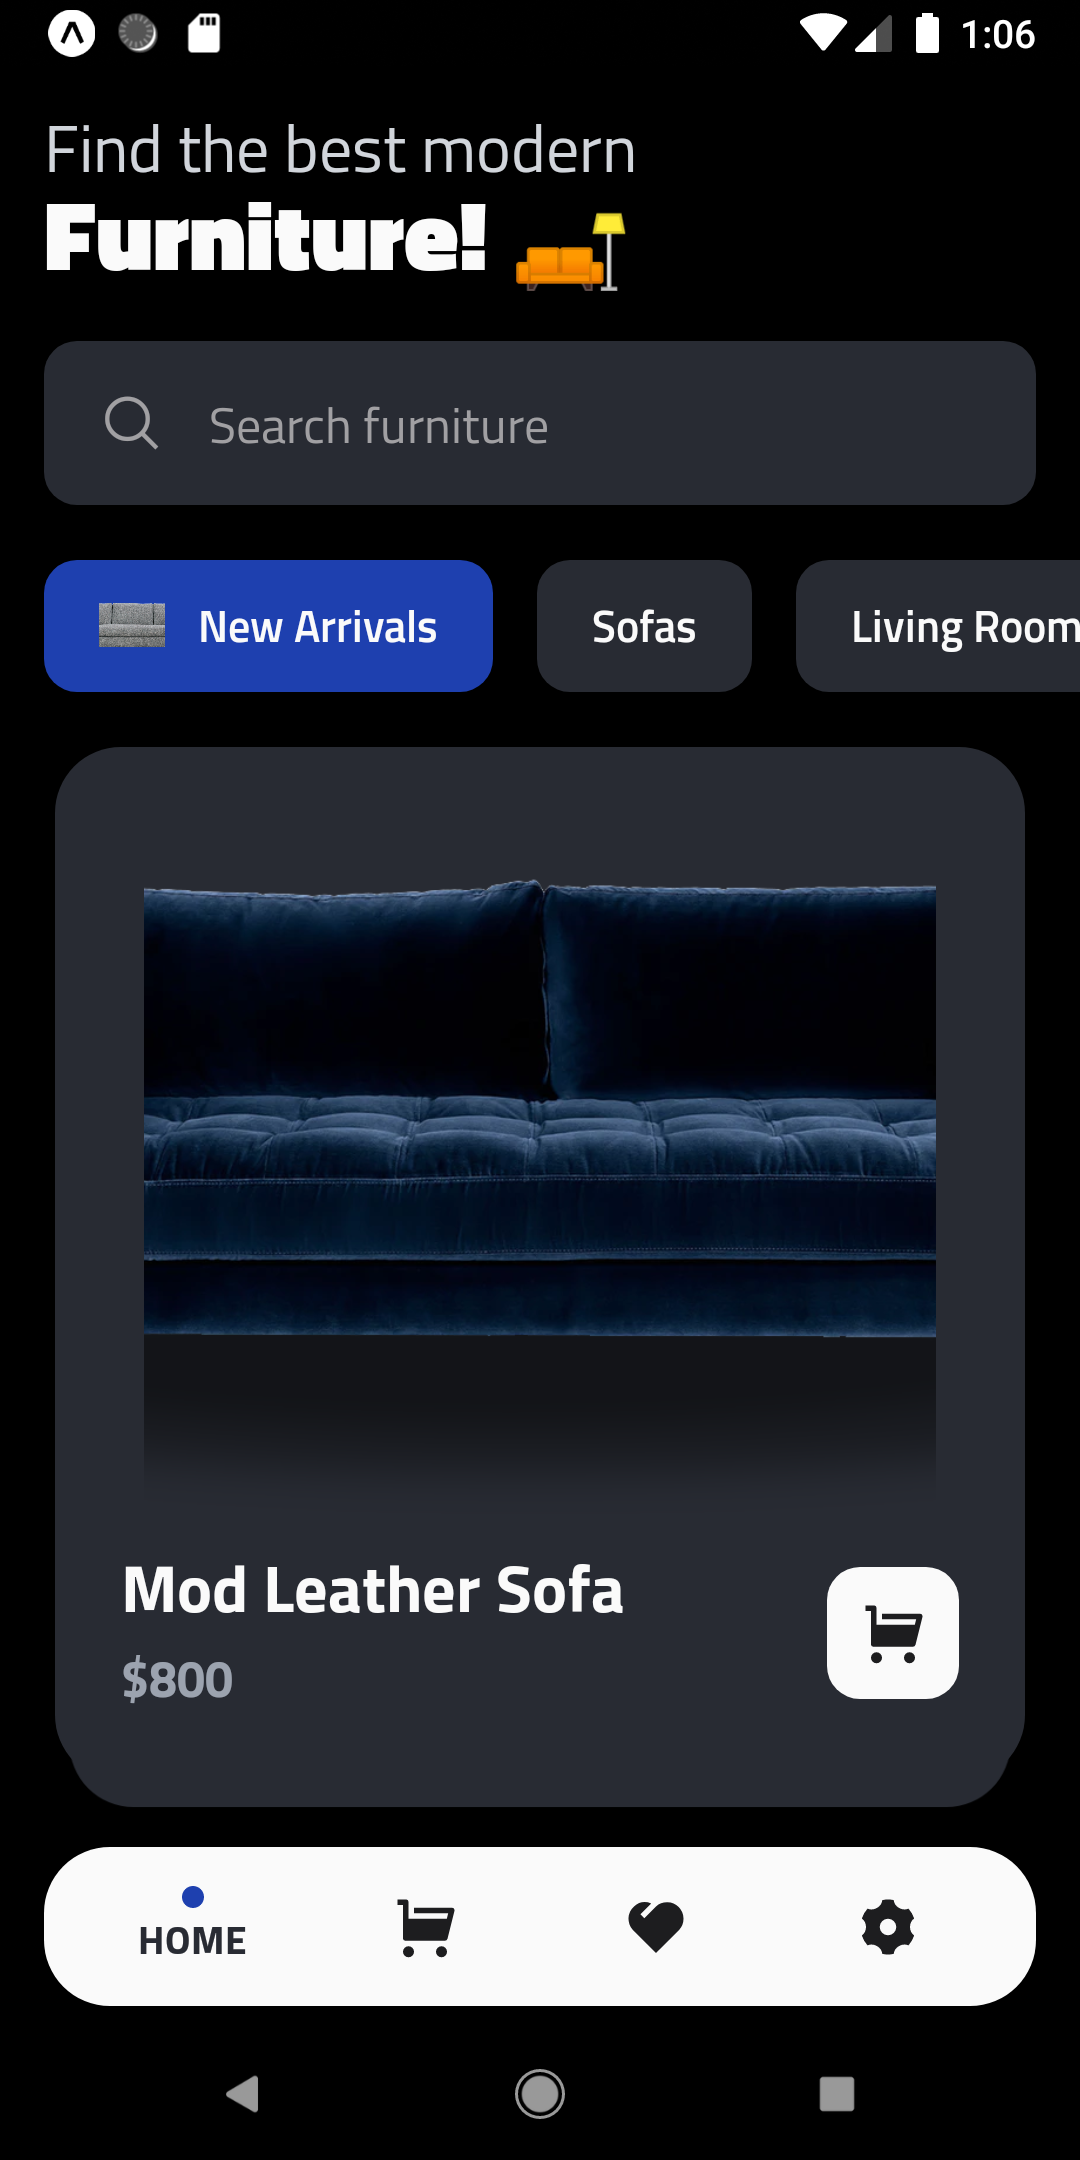 1:06
Find the best modern
Furniture! 🛋️
Search furniture
New Arrivals
Sofas
Living Room
Mod Leather Sofa
$800
HOME